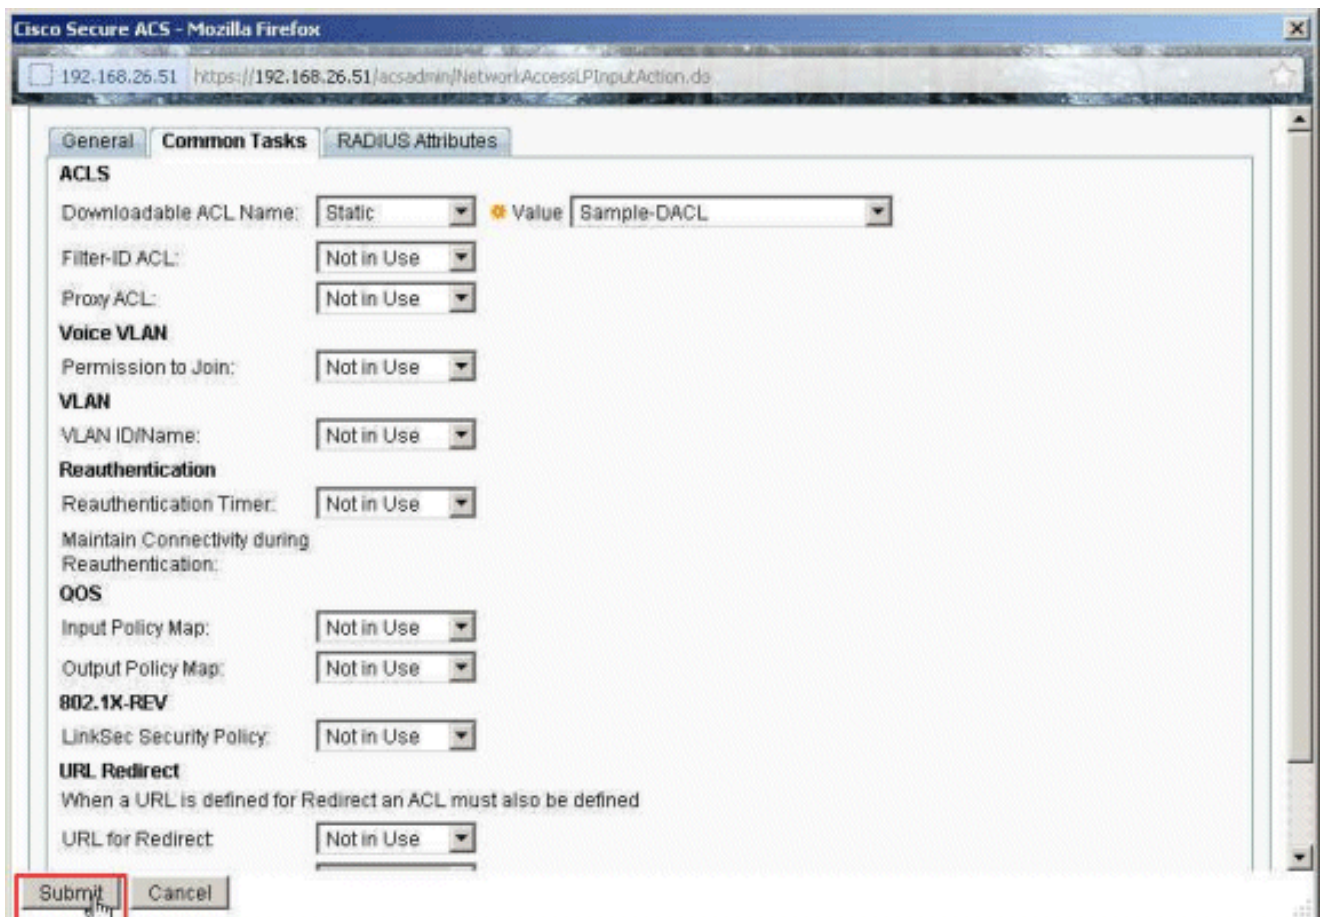 Cisco Secure ACS - Mozilla Firefox
192.168.26.51 https://192.168.26.51/acsadmin/NetworkAccessLPInputAction.do
General Common Tasks RADIUS Attributes
ACLS
Downloadable ACL Name: Static Value Sample-DACL
Filter-ID ACL: Not in Use
Proxy ACL: Not in Use
Voice VLAN
Permission to Join: Not in Use
VLAN
VLAN ID/Name: Not in Use
Reauthentication
Reauthentication Timer: Not in Use
Maintain Connectivity during
Reauthentication:
QOS
Input Policy Map: Not in Use
Output Policy Map: Not in Use
802.1X-REV
LinkSec Security Policy: Not in Use
URL Redirect
When a URL is defined for Redirect an ACL must also be defined
URL for Redirect: Not in Use
Submit Cancel